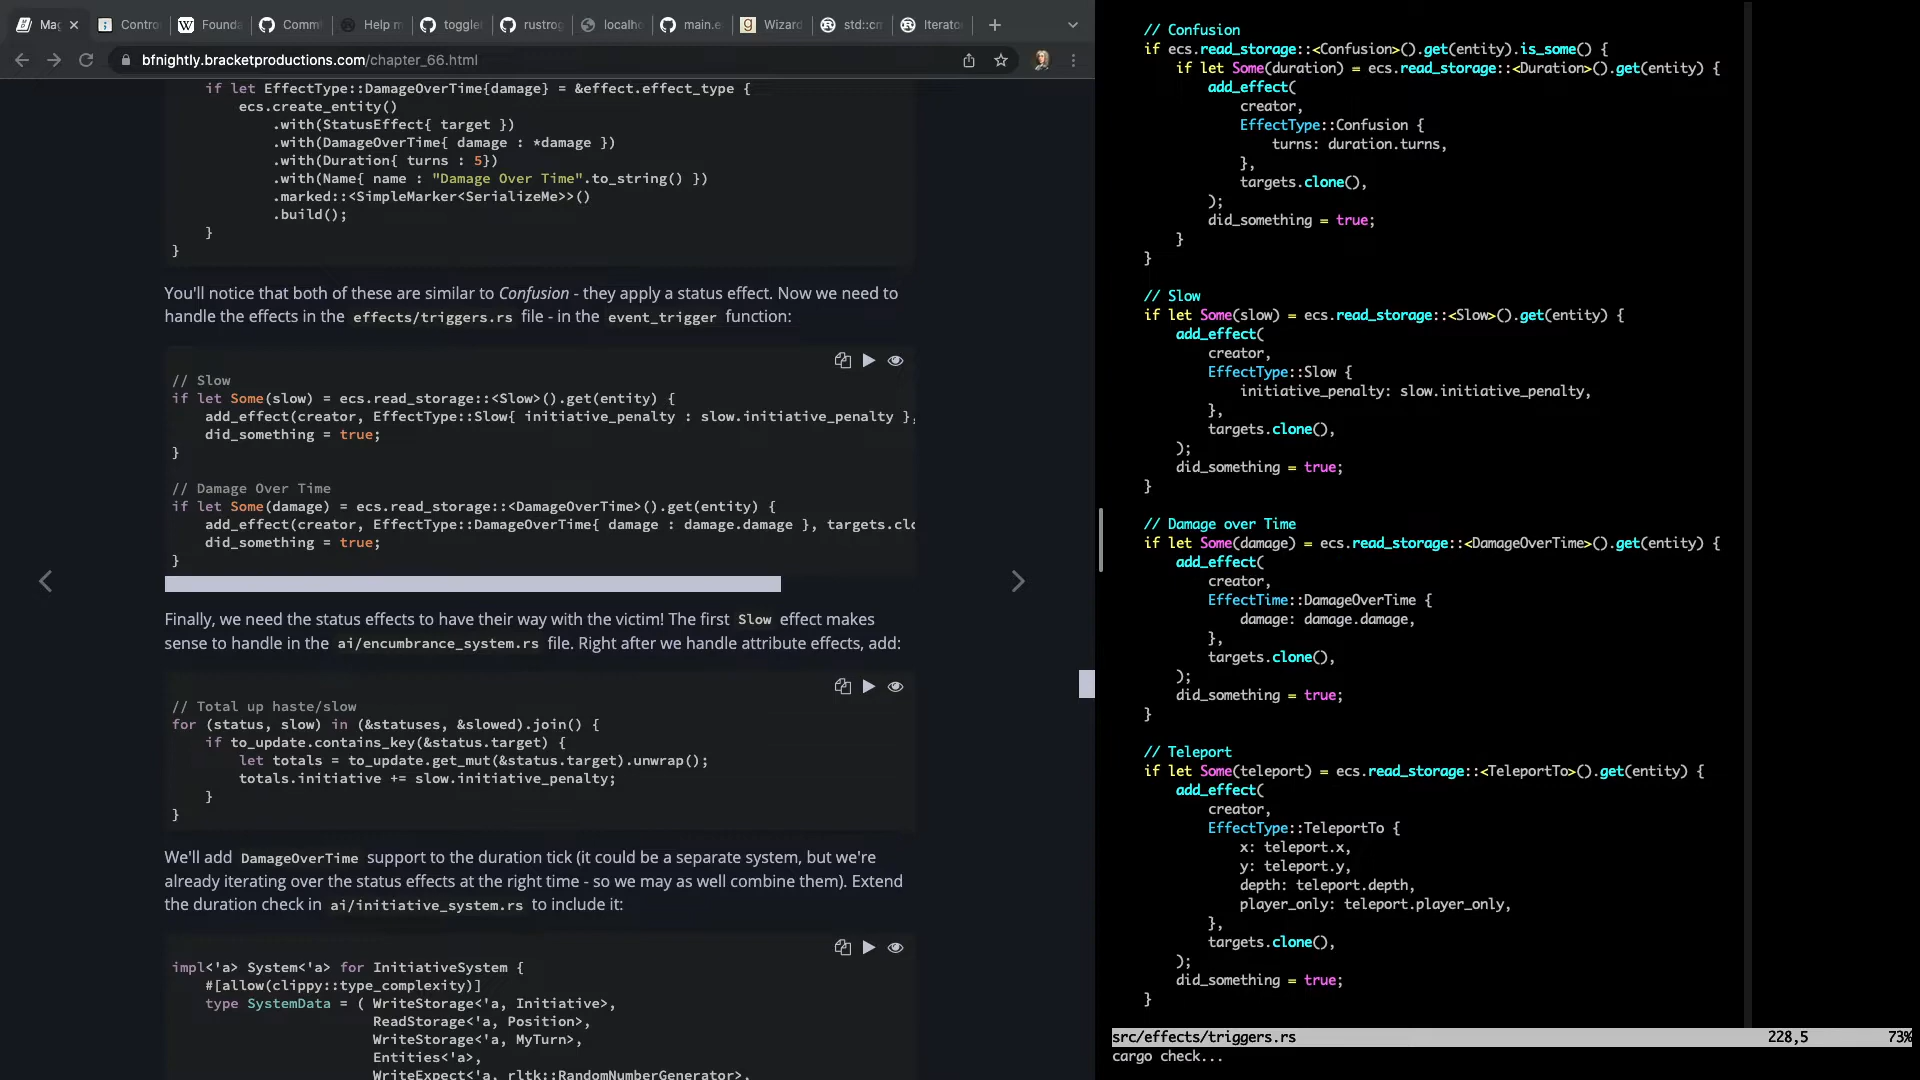 Mag
Contro
Founda
Commi
Help m
toggle
rustrog
localho
main.e
Wizard
std::cm
Iterator
bfnightly.bracketproductions.com/chapter_66.html
if let EffectType::DamageOverTime{damage} = &effect.effect_type {
ecs.create_entity()
.with(StatusEffect{ target })
.with(DamageOverTime{ damage : *damage })
.with(Duration{ turns : 5})
.with(Name{ name : "Damage Over Time".to_string() })
.marked::<SimpleMarker<SerializeMe>>()
.build();
}
}
You'll notice that both of these are similar to Confusion - they apply a status effect. Now we need to
handle the effects in the effects/triggers.rs file - in the event_trigger function:
// Slow
if let Some(slow) = ecs.read_storage::<Slow>().get(entity) {
add_effect(creator, EffectType::Slow{ initiative_penalty : slow.initiative_penalty },
did_something = true;
}
// Damage Over Time
if let Some(damage) = ecs.read_storage::<DamageOverTime>().get(entity) {
add_effect(creator, EffectType::DamageOverTime{ damage : damage.damage }, targets.clo
did_something = true;
}
Finally, we need the status effects to have their way with the victim! The first Slow effect makes
sense to handle in the ai/encumbrance_system.rs file. Right after we handle attribute effects, add:
// Total up haste/slow
for (status, slow) in (&statuses, &slowed).join() {
if to_update.contains_key(&status.target) {
let totals = to_update.get_mut(&status.target).unwrap();
totals.initiative += slow.initiative_penalty;
}
}
We'll add DamageOverTime support to the duration tick (it could be a separate system, but we're
already iterating over the status effects at the right time - so we may as well combine them). Extend
the duration check in ai/initiative_system.rs to include it:
impl<'a> System<'a> for InitiativeSystem {
#[allow(clippy::type_complexity)]
type SystemData = ( WriteStorage<'a, Initiative>,
ReadStorage<'a, Position>,
WriteStorage<'a, MyTurn>,
Entities<'a>,
WriteExpect<'a, rltk::RandomNumberGenerator>,
// Confusion
if ecs.read_storage::<Confusion>().get(entity).is_some() {
if let Some(duration) = ecs.read_storage::<Duration>().get(entity) {
add_effect(
creator,
EffectType::Confusion {
turns: duration.turns,
},
targets.clone(),
);
did_something = true;
}
}
// Slow
if let Some(slow) = ecs.read_storage::<Slow>().get(entity) {
add_effect(
creator,
EffectType::Slow {
initiative_penalty: slow.initiative_penalty,
},
targets.clone(),
);
did_something = true;
}
// Damage over Time
if let Some(damage) = ecs.read_storage::<DamageOverTime>().get(entity) {
add_effect(
creator,
EffectTime::DamageOverTime {
damage: damage.damage,
},
targets.clone(),
);
did_something = true;
}
// Teleport
if let Some(teleport) = ecs.read_storage::<TeleportTo>().get(entity) {
add_effect(
creator,
EffectType::TeleportTo {
x: teleport.x,
y: teleport.y,
depth: teleport.depth,
player_only: teleport.player_only,
},
targets.clone(),
);
did_something = true;
}
src/effects/triggers.rs 228,5 73%
cargo check...